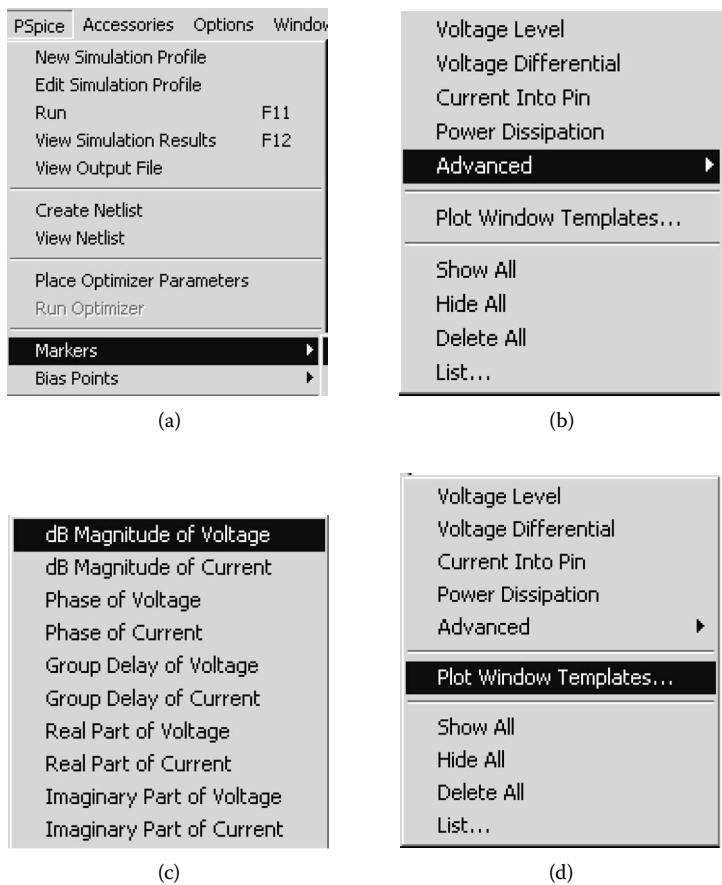 PSpice Accessories Options Window
New Simulation Profile
Edit Simulation Profile
Run F11
View Simulation Results F12
View Output File
Create Netlist
View Netlist
Place Optimizer Parameters
Run Optimizer
Markers
Bias Points
(a)
Voltage Level
Voltage Differential
Current Into Pin
Power Dissipation
Advanced
Plot Window Templates...
Show All
Hide All
Delete All
List...
(b)
dB Magnitude of Voltage
dB Magnitude of Current
Phase of Voltage
Phase of Current
Group Delay of Voltage
Group Delay of Current
Real Part of Voltage
Real Part of Current
Imaginary Part of Voltage
Imaginary Part of Current
(c)
Voltage Level
Voltage Differential
Current Into Pin
Power Dissipation
Advanced
Plot Window Templates...
Show All
Hide All
Delete All
List...
(d)